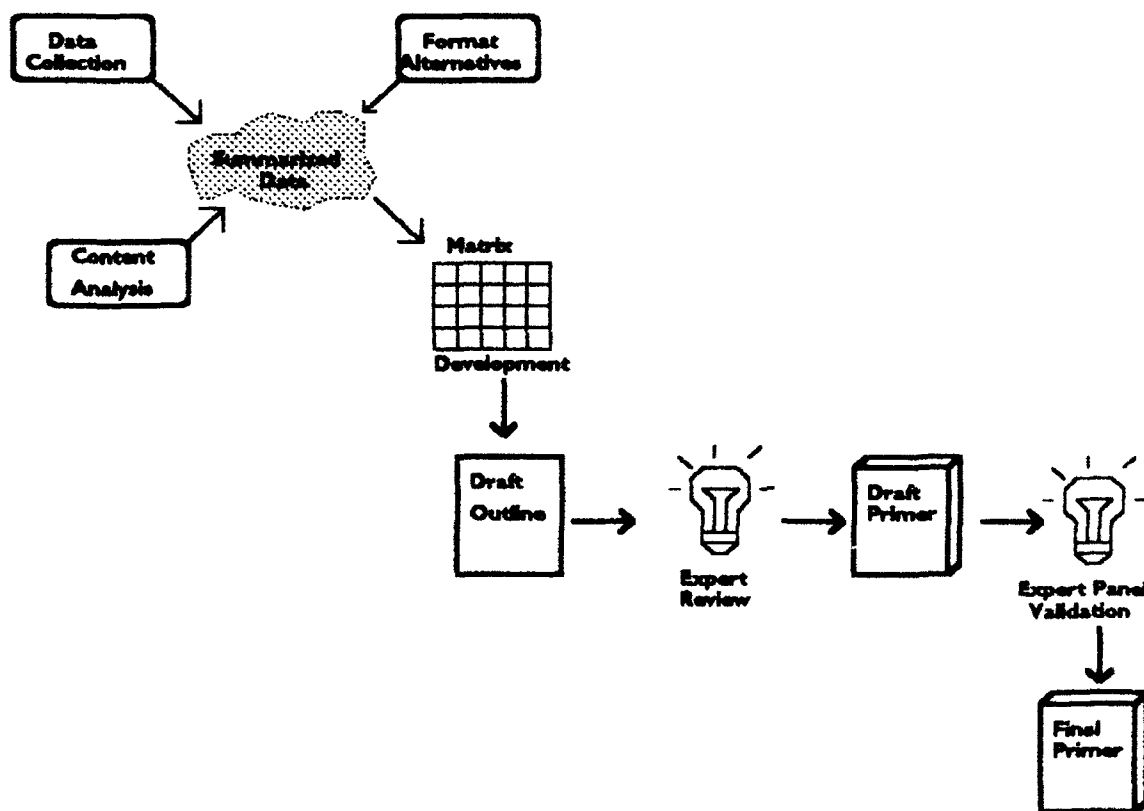 Data
Collection
Format
Alternatives
Summarized
Data
Content
Analysis
Matrix
Development
Draft
Outline
Expert
Review
Draft
Primer
Expert Panel
Validation
Final
Primer